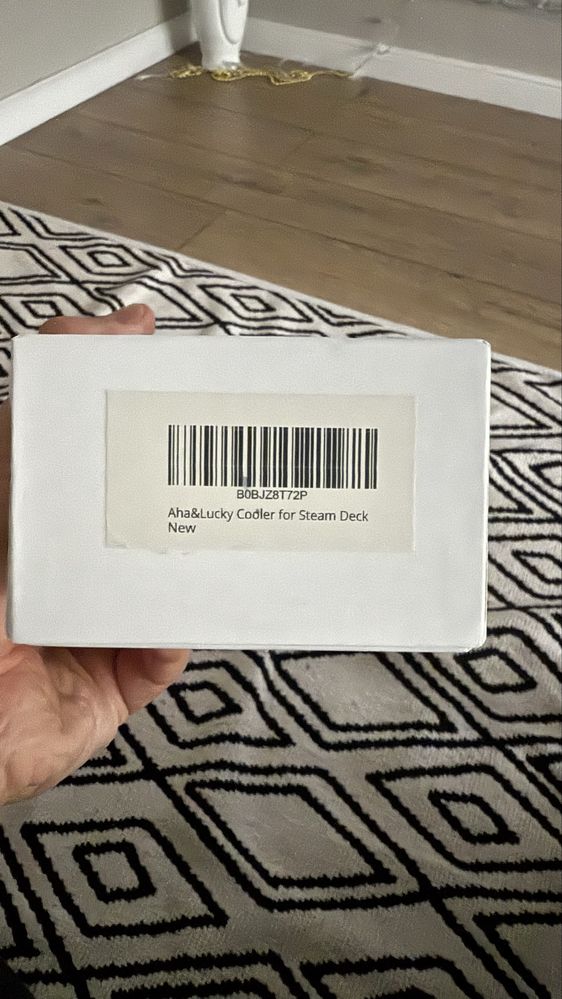 B0BJZ8T72P
Aha&Lucky Cooler for Steam Deck
New